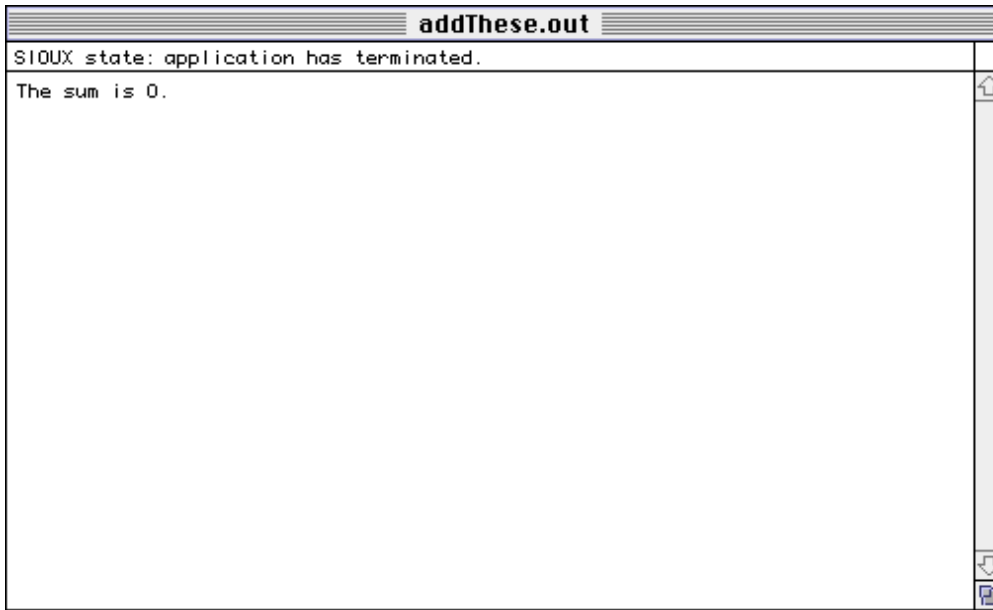 addThese.out
SIOUX state: application has terminated.
The sum is 0.